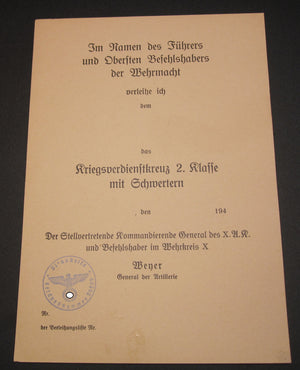 Im Namen des Führers
und Obersten Befehlshabers
der Wehrmacht
verleihe ich
dem
das
Kriegsverdienstkreuz 2. Klasse
mit Schwertern
, den 194
Der Stellvertretende Kommandierende General des X. A.K.
und Befehlshaber im Wehrkreis X
Weyer
General der Artillerie
Nr.
der Verleihungsliste Nr.